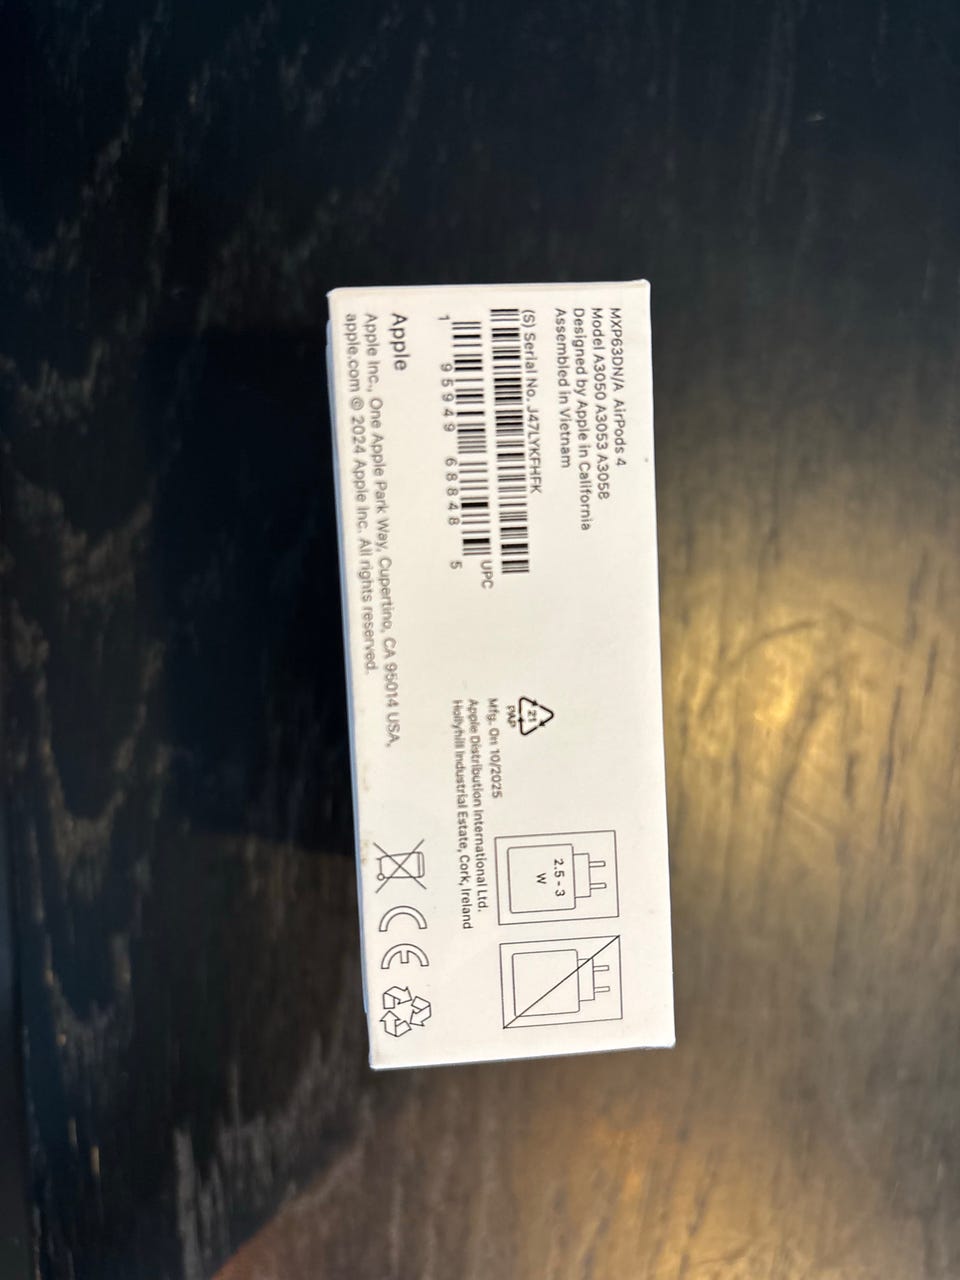 MXP63DN/A AirPods 4
Model A3050 A3053 A3058
Designed by Apple in California
Assembled in Vietnam
(S) Serial No. J47LYKFHFK
UPC
1 95949 68848 5
Apple
Apple Inc., One Apple Park Way, Cupertino, CA 95014 USA,
apple.com © 2024 Apple Inc. All rights reserved.
21
PAP
Mfg. On 10/2025
Apple Distribution International Ltd.
Hollyhill Industrial Estate, Cork, Ireland
2.5 - 3
W
CE